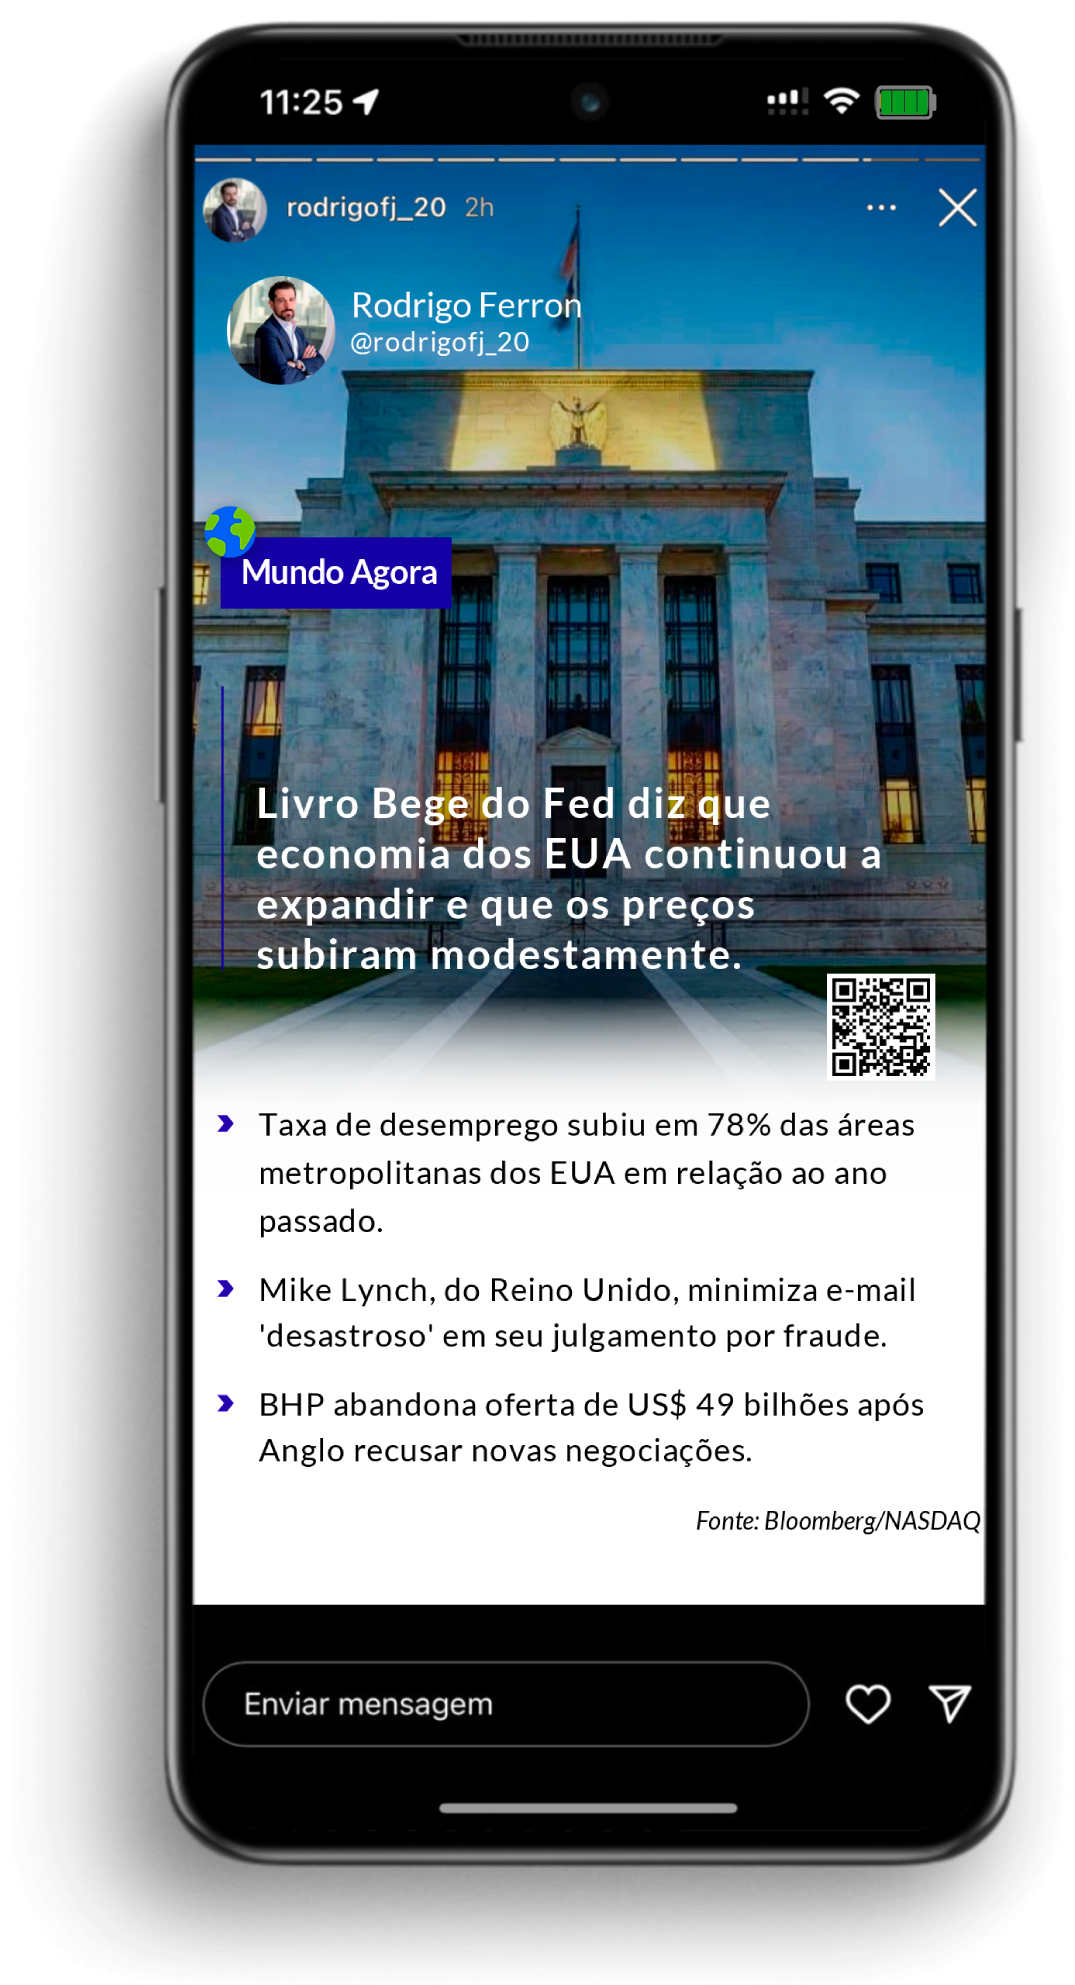 11:25
rodrigofj_20 2h
Rodrigo Ferron
@rodrigofj_20
Mundo Agora
Livro Bege do Fed diz que
economia dos EUA continuou a
expandir e que os preços
subiram modestamente.
Taxa de desemprego subiu em 78% das áreas
metropolitanas dos EUA em relação ao ano
passado.
Mike Lynch, do Reino Unido, minimiza e-mail
'desastroso' em seu julgamento por fraude.
BHP abandona oferta de US$ 49 bilhões após
Anglo recusar novas negociações.
Fonte: Bloomberg/NASDAQ
Enviar mensagem